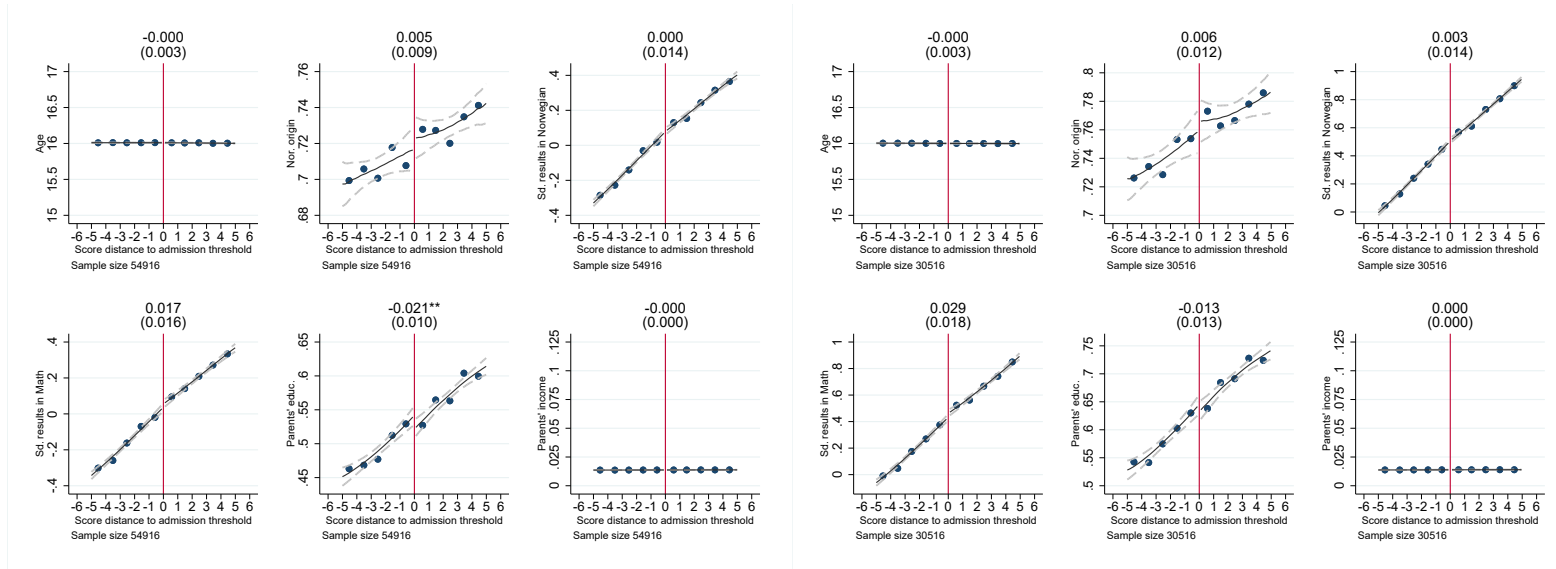 -0.000
(0.003)
Age
17
16.5
16
15.5
15
-6 -5 -4 -3 -2 -1 0 1 2 3 4 5 6
Score distance to admission threshold
Sample size 54916
0.005
(0.009)
Nor. origin
.76
.74
.72
.7
.68
-6 -5 -4 -3 -2 -1 0 1 2 3 4 5 6
Score distance to admission threshold
Sample size 54916
0.000
(0.014)
Sd. results in Norwegian
.4
.2
0
-.2
-.4
-6 -5 -4 -3 -2 -1 0 1 2 3 4 5 6
Score distance to admission threshold
Sample size 54916
-0.000
(0.003)
Age
17
16.5
16
15.5
15
-6 -5 -4 -3 -2 -1 0 1 2 3 4 5 6
Score distance to admission threshold
Sample size 30516
0.006
(0.012)
Nor. origin
.8
.78
.76
.74
.72
.7
-6 -5 -4 -3 -2 -1 0 1 2 3 4 5 6
Score distance to admission threshold
Sample size 30516
0.003
(0.014)
Sd. results in Norwegian
1
.8
.6
.4
.2
0
-6 -5 -4 -3 -2 -1 0 1 2 3 4 5 6
Score distance to admission threshold
Sample size 30516
0.017
(0.016)
Sd. results in Math
.4
.2
0
-.2
-.4
-6 -5 -4 -3 -2 -1 0 1 2 3 4 5 6
Score distance to admission threshold
Sample size 54916
-0.021**
(0.010)
Parents' educ.
.65
.6
.55
.5
.45
-6 -5 -4 -3 -2 -1 0 1 2 3 4 5 6
Score distance to admission threshold
Sample size 54916
-0.000
(0.000)
Parents' income
.125
.1
.075
.05
.025
0
-6 -5 -4 -3 -2 -1 0 1 2 3 4 5 6
Score distance to admission threshold
Sample size 54916
0.029
(0.018)
Sd. results in Math
1
.8
.6
.4
.2
0
-6 -5 -4 -3 -2 -1 0 1 2 3 4 5 6
Score distance to admission threshold
Sample size 30516
-0.013
(0.013)
Parents' educ.
.75
.7
.65
.6
.55
.5
-6 -5 -4 -3 -2 -1 0 1 2 3 4 5 6
Score distance to admission threshold
Sample size 30516
0.000
(0.000)
Parents' income
.125
.1
.075
.05
.025
0
-6 -5 -4 -3 -2 -1 0 1 2 3 4 5 6
Score distance to admission threshold
Sample size 30516